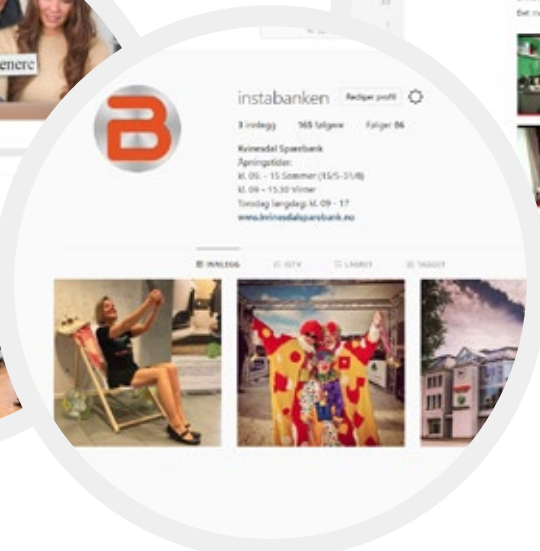 enere
Det
B
instabanken Rediger profil
3 innlegg 165 følgere Følger 86
Kvinesdal Sparebank
Åpningstider:
kl. 09. - 15 Sommer (15/5-31/8)
kl. 09 - 15.30 Vinter
Torsdag langdag: kl. 09 - 17
www.kvinesdalsparebank.no
INNLEGG IGTV LAGRET TAGGET